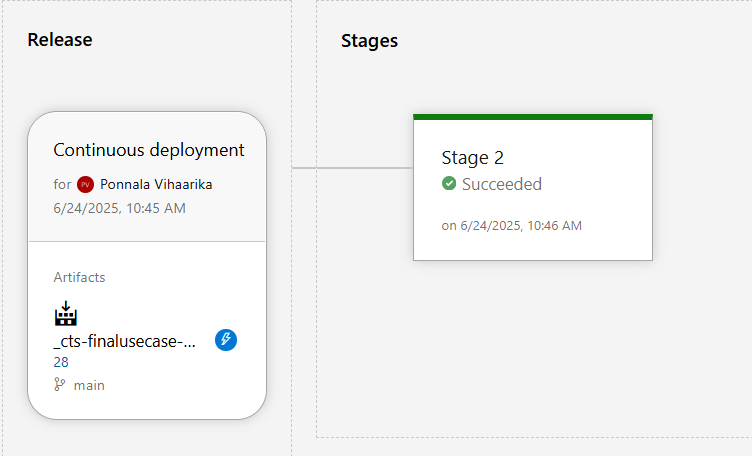 Release
Stages
Continuous deployment
for PV Ponnala Vihaarika
6/24/2025, 10:45 AM
Artifacts
_cts-finalusecase-...
28
main
Stage 2
Succeeded
on 6/24/2025, 10:46 AM